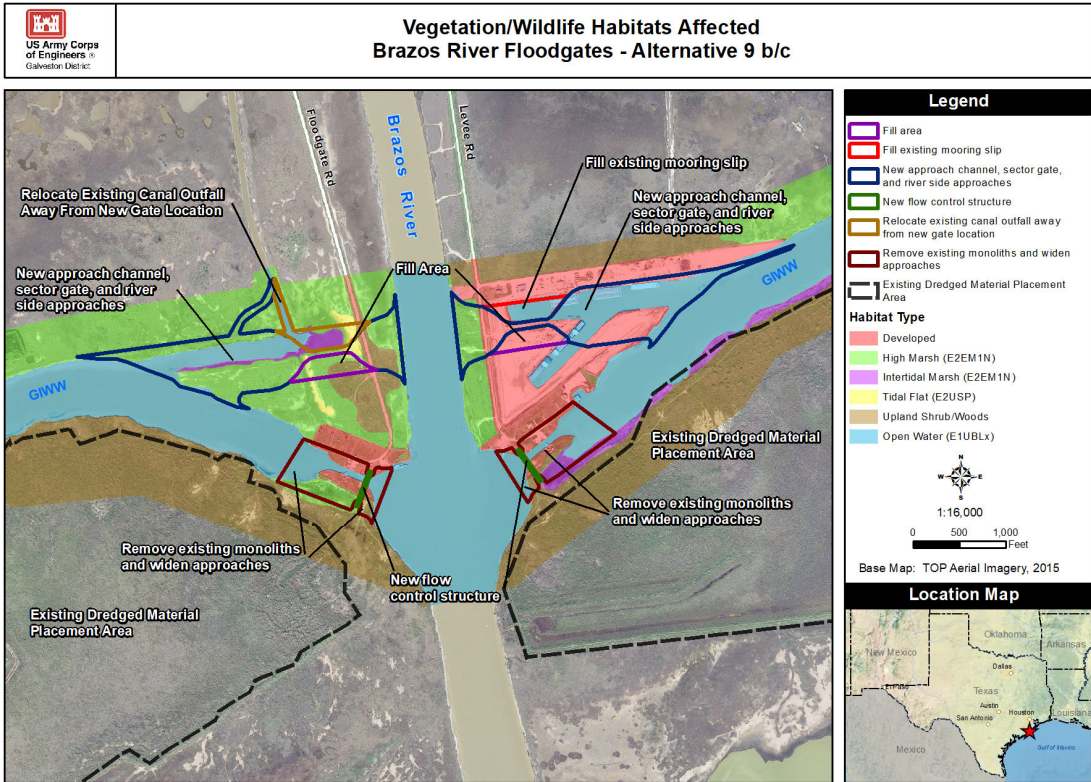 US Army Corps
of Engineers ®
Galveston District
Vegetation/Wildlife Habitats Affected
Brazos River Floodgates - Alternative 9 b/c
Floodgate Rd
Brazos River
Levee Rd
Fill existing mooring slip
Relocate Existing Canal Outfall
Away From New Gate Location
New approach channel,
sector gate, and river
side approaches
GIWW
New approach channel,
sector gate, and river
side approaches
Fill Area
GIWW
Existing Dredged Material
Placement Area
Remove existing monoliths
and widen approaches
Remove existing monoliths
and widen approaches
New flow
control structure
Existing Dredged Material
Placement Area
Legend
Fill area
Fill existing mooring slip
New approach channel, sector gate,
and river side approaches
New flow control structure
Relocate existing canal outfall away
from new gate location
Remove existing monoliths and widen
approaches
Existing Dredged Material Placement
Area
Habitat Type
Developed
High Marsh (E2EM1N)
Intertidal Marsh (E2EM1N)
Tidal Flat (E2USP)
Upland Shrub/Woods
Open Water (E1UBLx)
N
W E
S
1:16,000
0 500 1,000
Feet
Base Map: TOP Aerial Imagery, 2015
Location Map
Oklahoma
Arkansas
New Mexico
Dallas
El Paso
Texas
Austin
Houston
Louisiana
San Antonio
Mexico
Gulf of Mexico